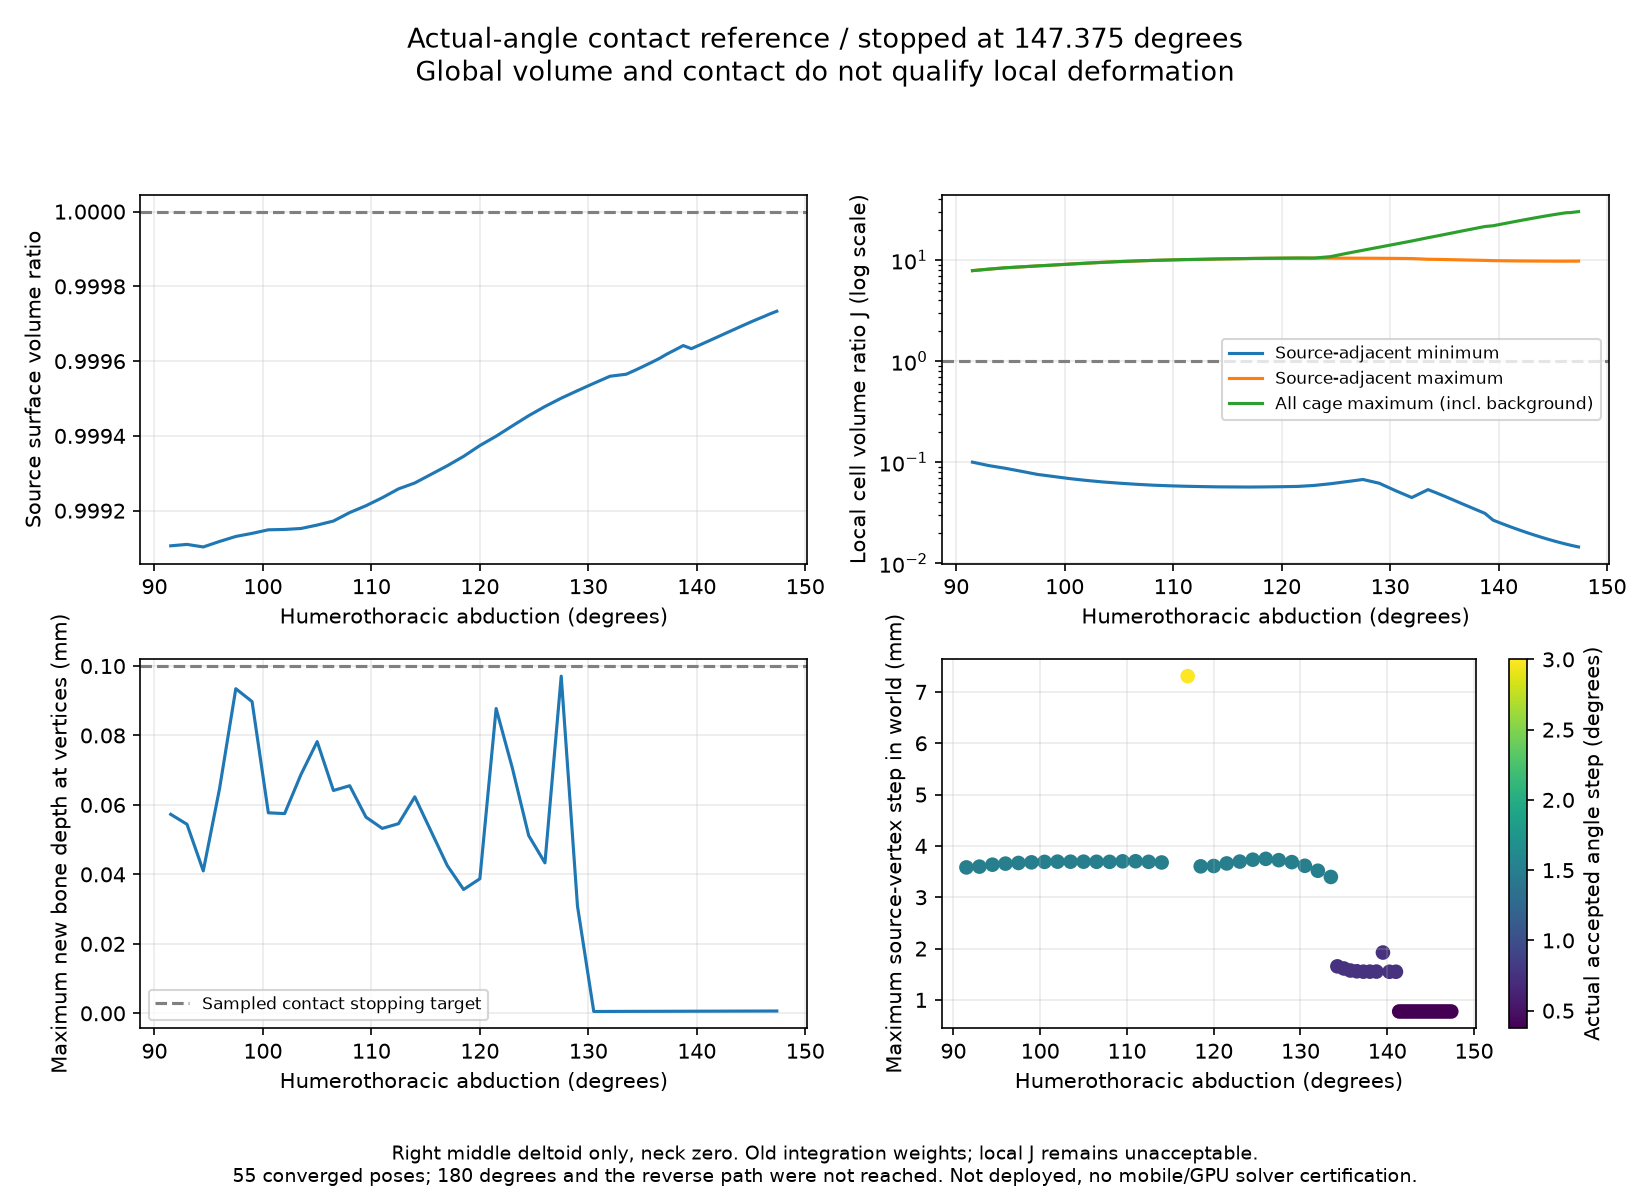 Actual-angle contact reference / stopped at 147.375 degrees
Global volume and contact do not qualify local deformation
Source surface volume ratio
1.0000
0.9998
0.9996
0.9994
0.9992
90 100 110 120 130 140 150
Humerothoracic abduction (degrees)
Local cell volume ratio J (log scale)
10¹
10⁰
10⁻¹
10⁻²
Source-adjacent minimum
Source-adjacent maximum
All cage maximum (incl. background)
90 100 110 120 130 140 150
Humerothoracic abduction (degrees)
Maximum new bone depth at vertices (mm)
0.10
0.08
0.06
0.04
0.02
0.00
Sampled contact stopping target
90 100 110 120 130 140 150
Humerothoracic abduction (degrees)
Maximum source-vertex step in world (mm)
7
6
5
4
3
2
1
90 100 110 120 130 140 150
Humerothoracic abduction (degrees)
3.0
2.5
2.0
1.5
1.0
0.5
Actual accepted angle step (degrees)
Right middle deltoid only, neck zero. Old integration weights; local J remains unacceptable.
55 converged poses; 180 degrees and the reverse path were not reached. Not deployed, no mobile/GPU solver certification.